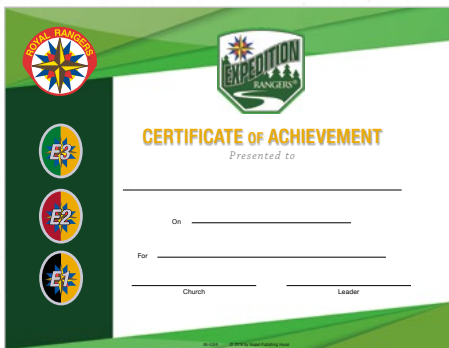 ROYAL RANGERS
EXPEDITION
RANGERS®
CERTIFICATE OF ACHIEVEMENT
Presented to
E3
On
E2
For
E1
Church
Leader